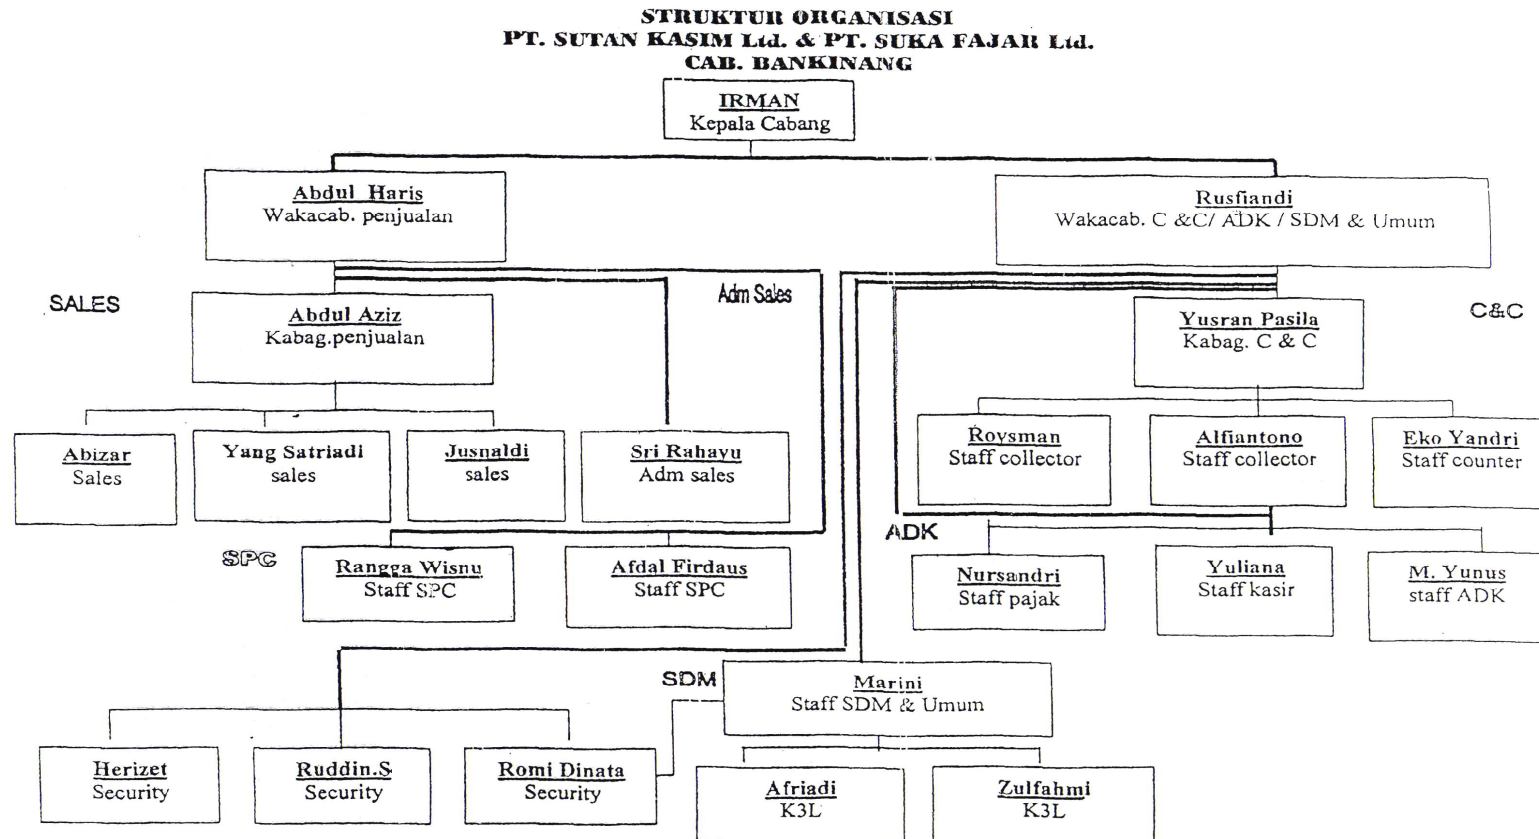 STRUKTUR ORGANISASI
PT. SUTAN KASIM Ltd. & PT. SUKA FAJAR Ltd.
CAB. BANKINANG
IRMAN
Kepala Cabang
Abdul Haris
Wakacab. penjualan
Rusfiandi
Wakacab. C &C/ ADK / SDM & Umum
SALES
Abdul Aziz
Kabag.penjualan
Adm Sales
Yusran Pasila
Kabag. C & C
C&C
Abizar
Sales
Yang Satriadi
sales
Jusnaldi
sales
Sri Rahayu
Adm sales
Roysman
Staff collector
Alfiantono
Staff collector
Eko Yandri
Staff counter
SPC
Rangga Wisnu
Staff SPC
Afdal Firdaus
Staff SPC
ADK
Nursandri
Staff pajak
Yuliana
Staff kasir
M. Yunus
staff ADK
SDM
Marini
Staff SDM & Umum
Herizet
Security
Ruddin.S
Security
Romi Dinata
Security
Afriadi
K3L
Zulfahmi
K3L